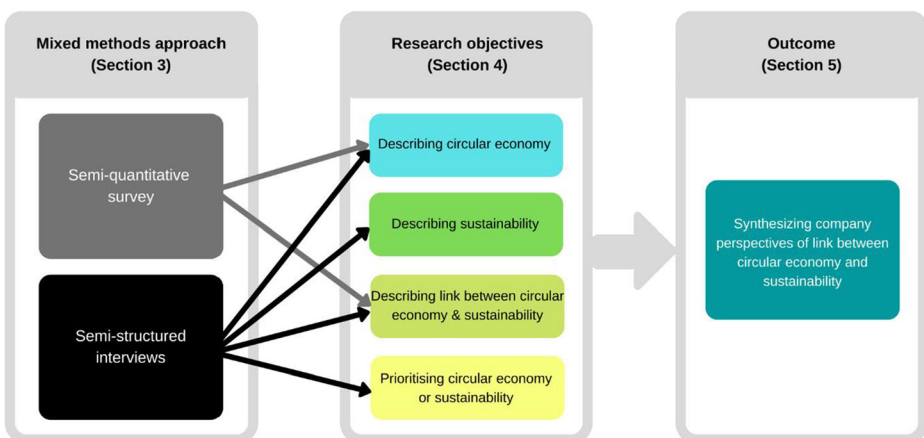 Mixed methods approach
(Section 3)
Semi-quantitative
survey
Semi-structured
interviews
Research objectives
(Section 4)
Describing circular economy
Describing sustainability
Describing link between circular
economy & sustainability
Prioritising circular economy
or sustainability
Outcome
(Section 5)
Synthesizing company
perspectives of link between
circular economy and
sustainability